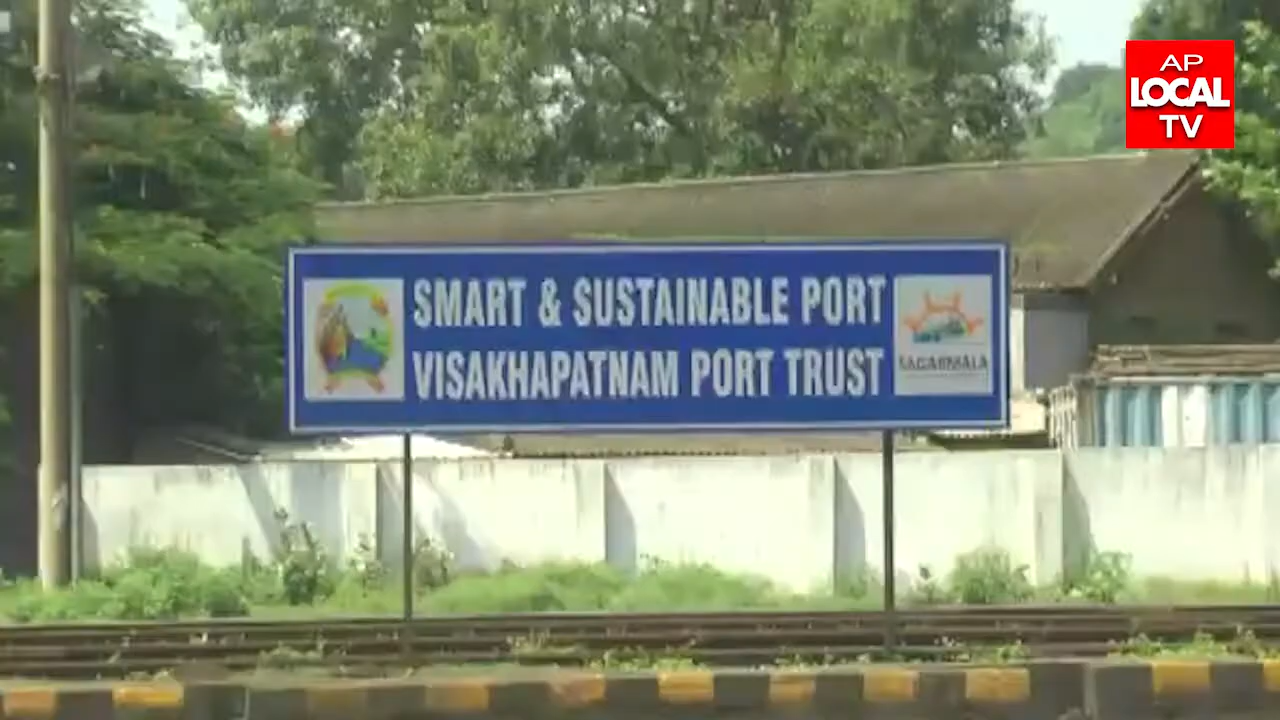 AP
LOCAL
TV
SMART & SUSTAINABLE PORT
VISAKHAPATNAM PORT TRUST
SAGARMALA